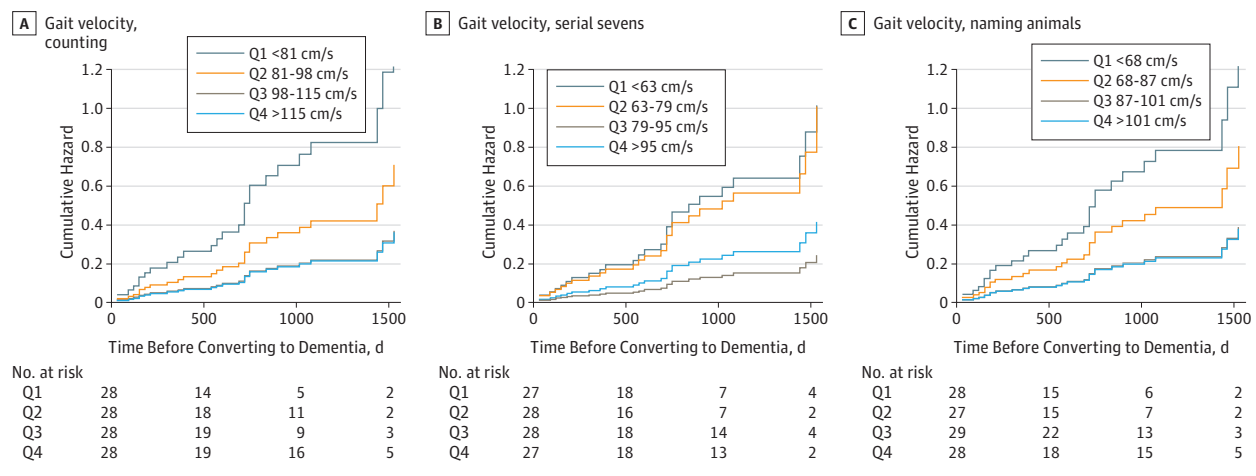 A Gait velocity,
counting
Q1 <81 cm/s
Q2 81-98 cm/s
Q3 98-115 cm/s
Q4 >115 cm/s
1.2
1.0
0.8
0.6
0.4
0.2
0
Cumulative Hazard
0 500 1000 1500
Time Before Converting to Dementia, d
No. at risk
Q1 28 14 5 2
Q2 28 18 11 2
Q3 28 19 9 3
Q4 28 19 16 5
B Gait velocity, serial sevens
Q1 <63 cm/s
Q2 63-79 cm/s
Q3 79-95 cm/s
Q4 >95 cm/s
1.2
1.0
0.8
0.6
0.4
0.2
0
Cumulative Hazard
0 500 1000 1500
Time Before Converting to Dementia, d
No. at risk
Q1 27 18 7 4
Q2 28 16 7 2
Q3 28 18 14 4
Q4 27 18 13 2
C Gait velocity, naming animals
Q1 <68 cm/s
Q2 68-87 cm/s
Q3 87-101 cm/s
Q4 >101 cm/s
1.2
1.0
0.8
0.6
0.4
0.2
0
Cumulative Hazard
0 500 1000 1500
Time Before Converting to Dementia, d
No. at risk
Q1 28 15 6 2
Q2 27 15 7 2
Q3 29 22 13 3
Q4 28 18 15 5